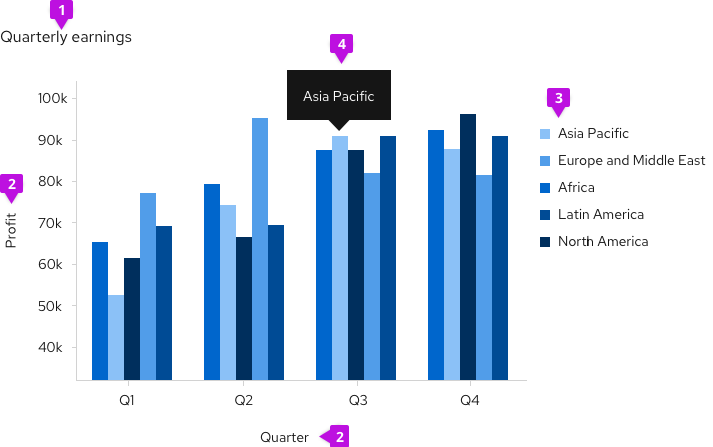 1
Quarterly earnings
4
Asia Pacific
3
100k
90k
80k
70k
60k
50k
40k
2
Profit
Asia Pacific
Europe and Middle East
Africa
Latin America
North America
Q1 Q2 Q3 Q4
Quarter 2